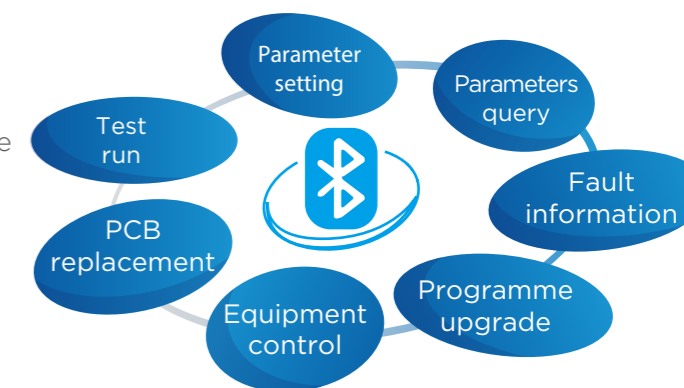 Parameter
setting
Parameters
query
Fault
information
Programme
upgrade
Equipment
control
PCB
replacement
Test
run
e